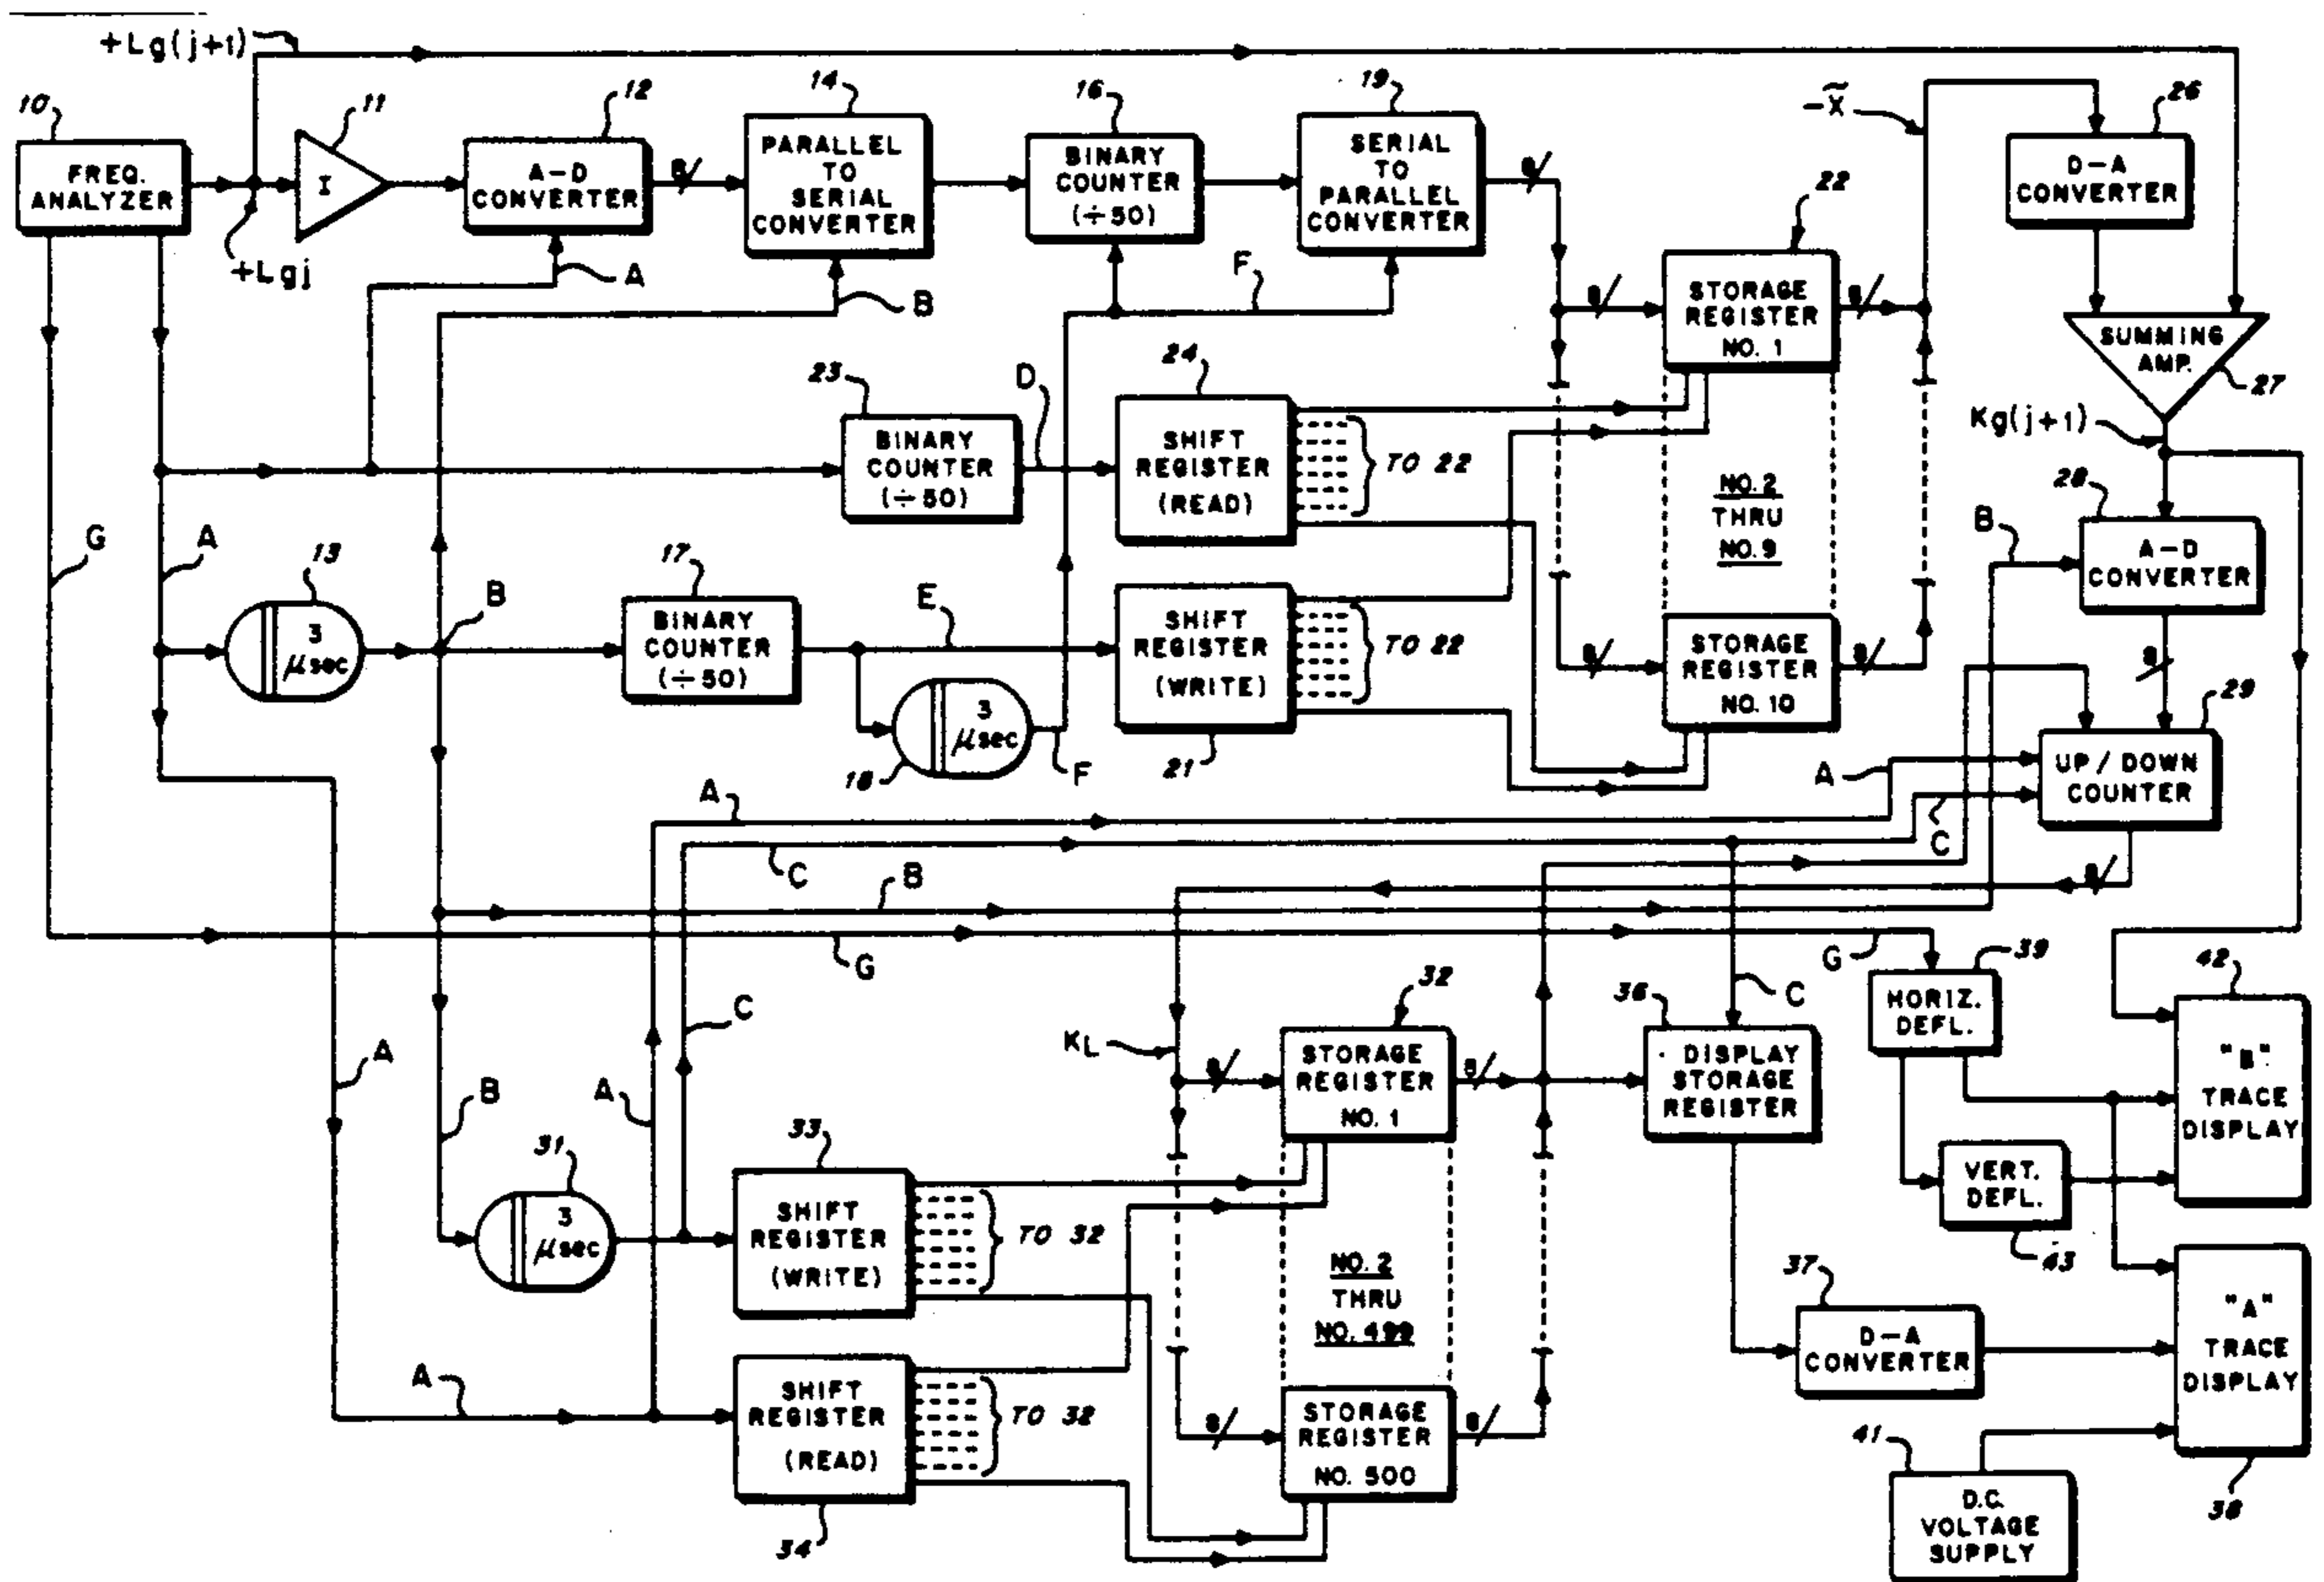 +Lg(j+1)
10
11
12
14
16
19
26
FREQ.
ANALYZER
I
A-D
CONVERTER
8
PARALLEL
TO
SERIAL
CONVERTER
BINARY
COUNTER
(÷50)
SERIAL
TO
PARALLEL
CONVERTER
8
-x̃
D-A
CONVERTER
+Lgj
A
B
F
22
8
STORAGE
REGISTER
NO. 1
8
SUMMING
AMP.
27
23
BINARY
COUNTER
(÷50)
D
24
SHIFT
REGISTER
(READ)
TO 22
NO. 2
THRU
NO. 9
Kg(j+1)
28
B
A-D
CONVERTER
8
G
A
13
3
μsec
B
17
BINARY
COUNTER
(÷50)
E
18
3
μsec
F
SHIFT
REGISTER
(WRITE)
21
TO 22
8
STORAGE
REGISTER
NO. 10
8
29
UP/DOWN
COUNTER
A
C
8
A
C
B
G
G
39
HORIZ.
DEFL.
42
"B"
TRACE
DISPLAY
C
A
A
B
KL
8
32
STORAGE
REGISTER
NO. 1
8
36
C
DISPLAY
STORAGE
REGISTER
VERT.
DEFL.
43
31
3
μsec
33
SHIFT
REGISTER
(WRITE)
TO 32
NO. 2
THRU
NO. 499
37
D-A
CONVERTER
"A"
TRACE
DISPLAY
38
A
SHIFT
REGISTER
(READ)
34
TO 32
8
STORAGE
REGISTER
NO. 500
8
41
D.C.
VOLTAGE
SUPPLY